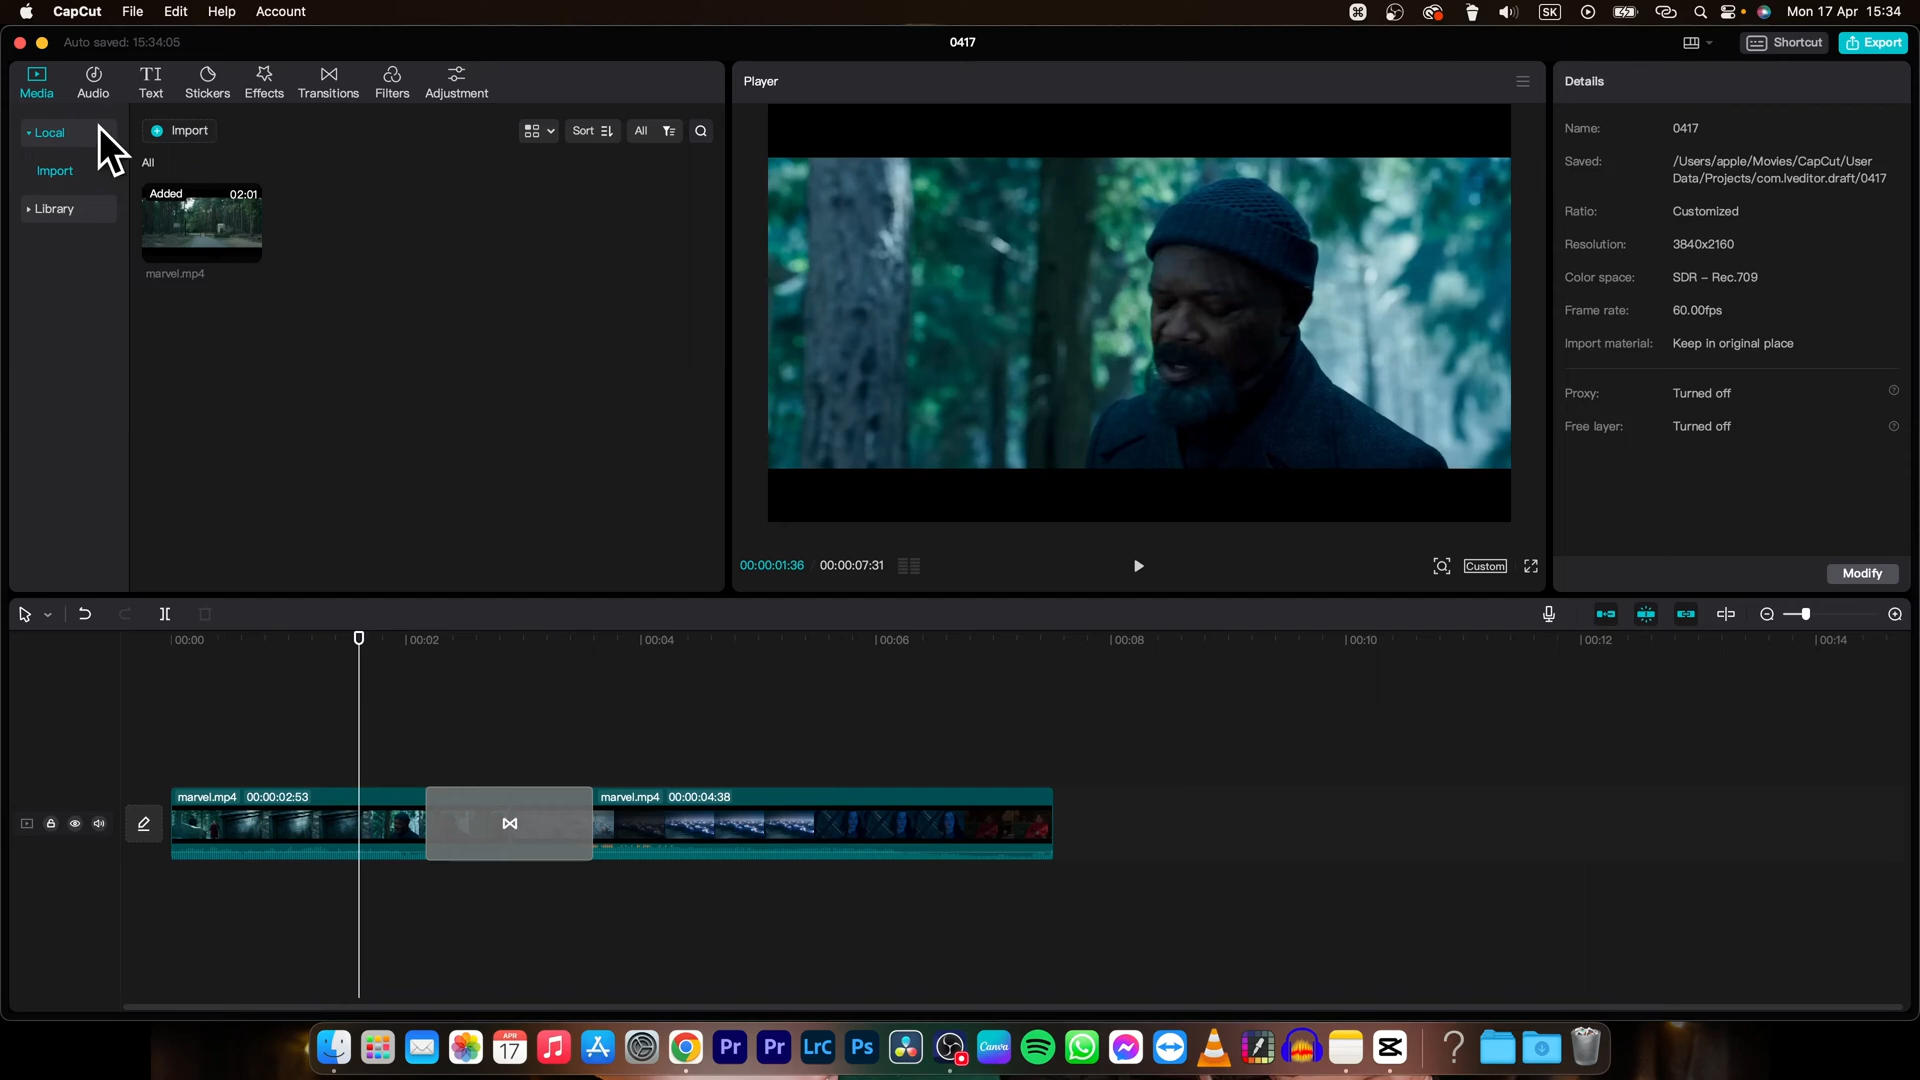 CapCut File Edit Help Account
SK Mon 17 Apr 15:34
Auto saved: 15:34:05
0417
Shortcut
Export
Media
Audio
Text
Stickers
Effects
Transitions
Filters
Adjustment
Local
Import
Library
Import
Sort
All
All
Added 02:01
marvel.mp4
Player
00:00:01:36 / 00:00:07:31
Custom
Details
Name: 0417
Saved: /Users/apple/Movies/CapCut/User
Data/Projects/com.lveditor.draft/0417
Ratio: Customized
Resolution: 3840x2160
Color space: SDR – Rec.709
Frame rate: 60.00fps
Import material: Keep in original place
Proxy: Turned off
Free layer: Turned off
Modify
00:00 00:02 00:04 00:06 00:08 00:10 00:12 00:14
marvel.mp4 00:00:02:53
marvel.mp4 00:00:04:38
APR
17
Pr
Pr
LrC
Ps
Canva